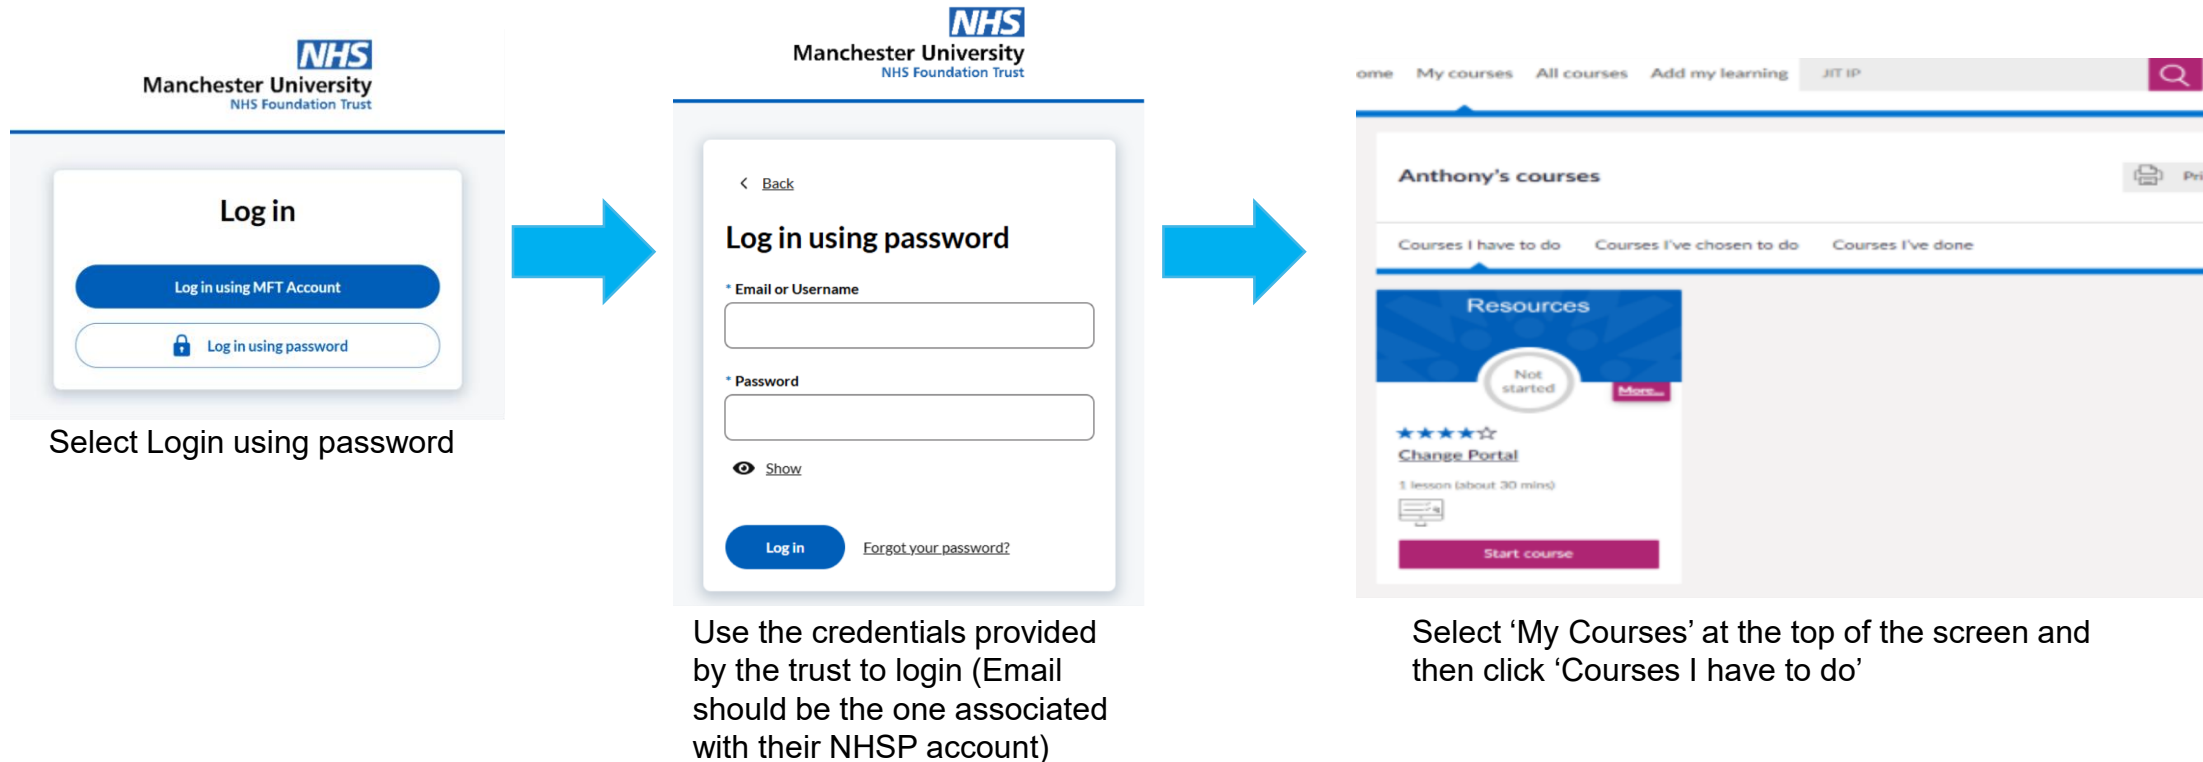 NHS
Manchester University
NHS Foundation Trust
Log in
Log in using MFT Account
Log in using password
Select Login using password
NHS
Manchester University
NHS Foundation Trust
Back
Log in using password
* Email or Username
* Password
Show
Log in
Forgot your password?
Use the credentials provided
by the trust to login (Email
should be the one associated
with their NHSP account)
ome My courses All courses Add my learning JIT IP
Anthony's courses
Pri
Courses I have to do Courses I've chosen to do Courses I've done
Resources
Not
started
More...
Change Portal
1 lesson (about 30 mins)
Start course
Select ‘My Courses’ at the top of the screen and
then click ‘Courses I have to do’